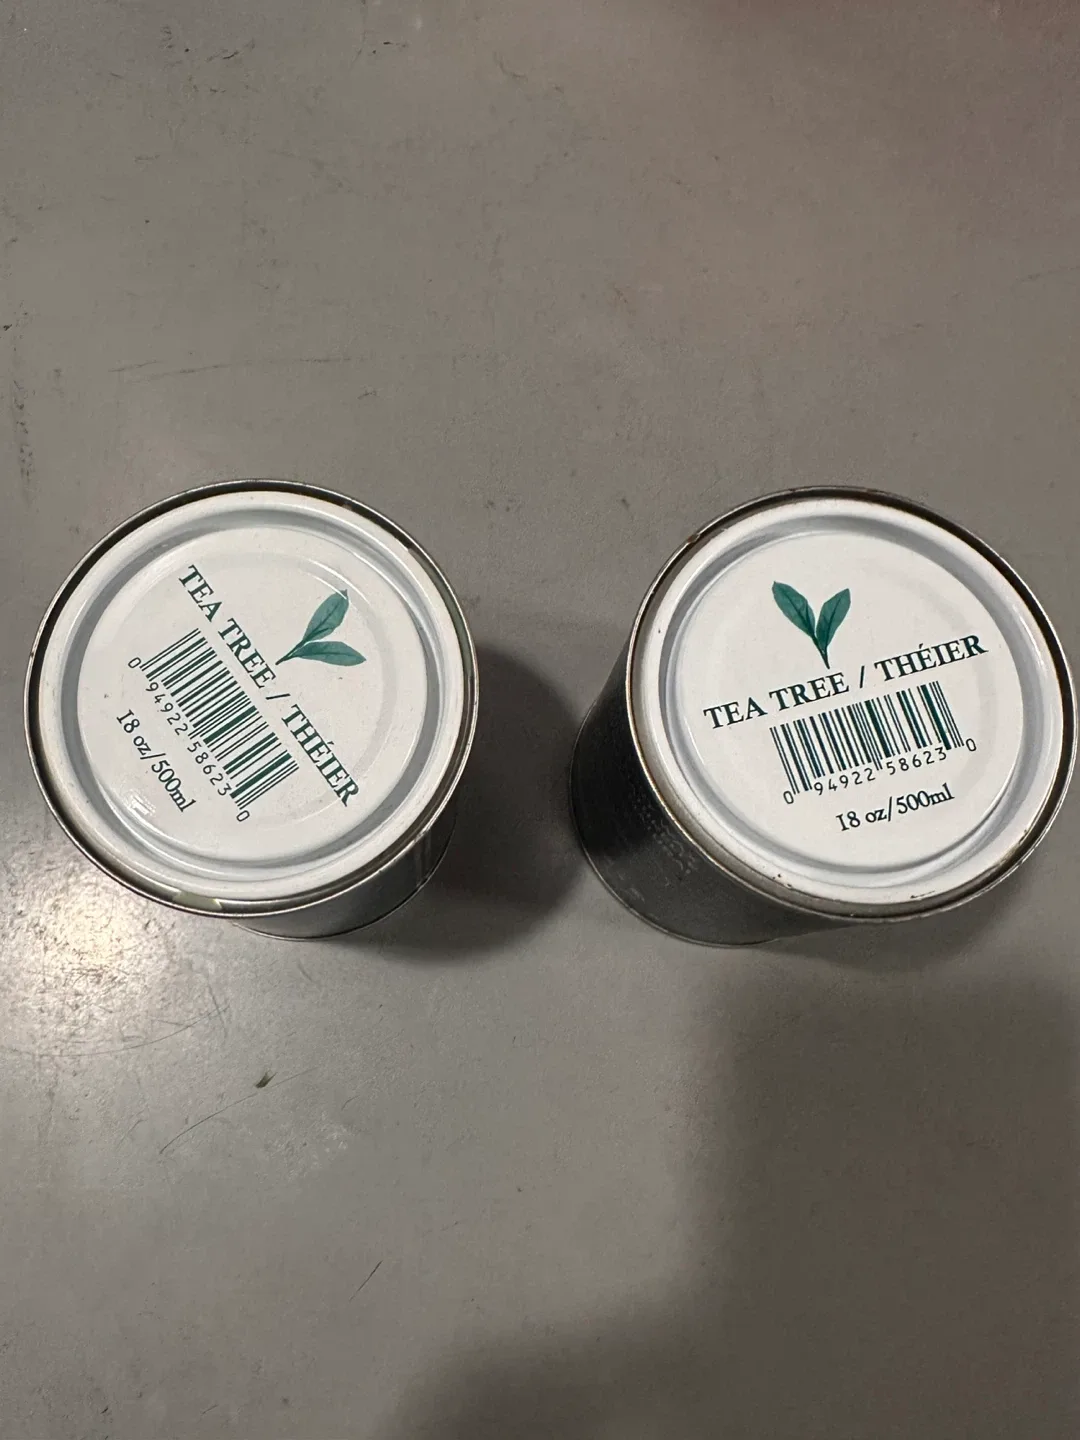 TEA TREE / THÉIER
0 94922 58623 0
18 oz/500ml
TEA TREE / THÉIER
0 94922 58623 0
18 oz/500ml